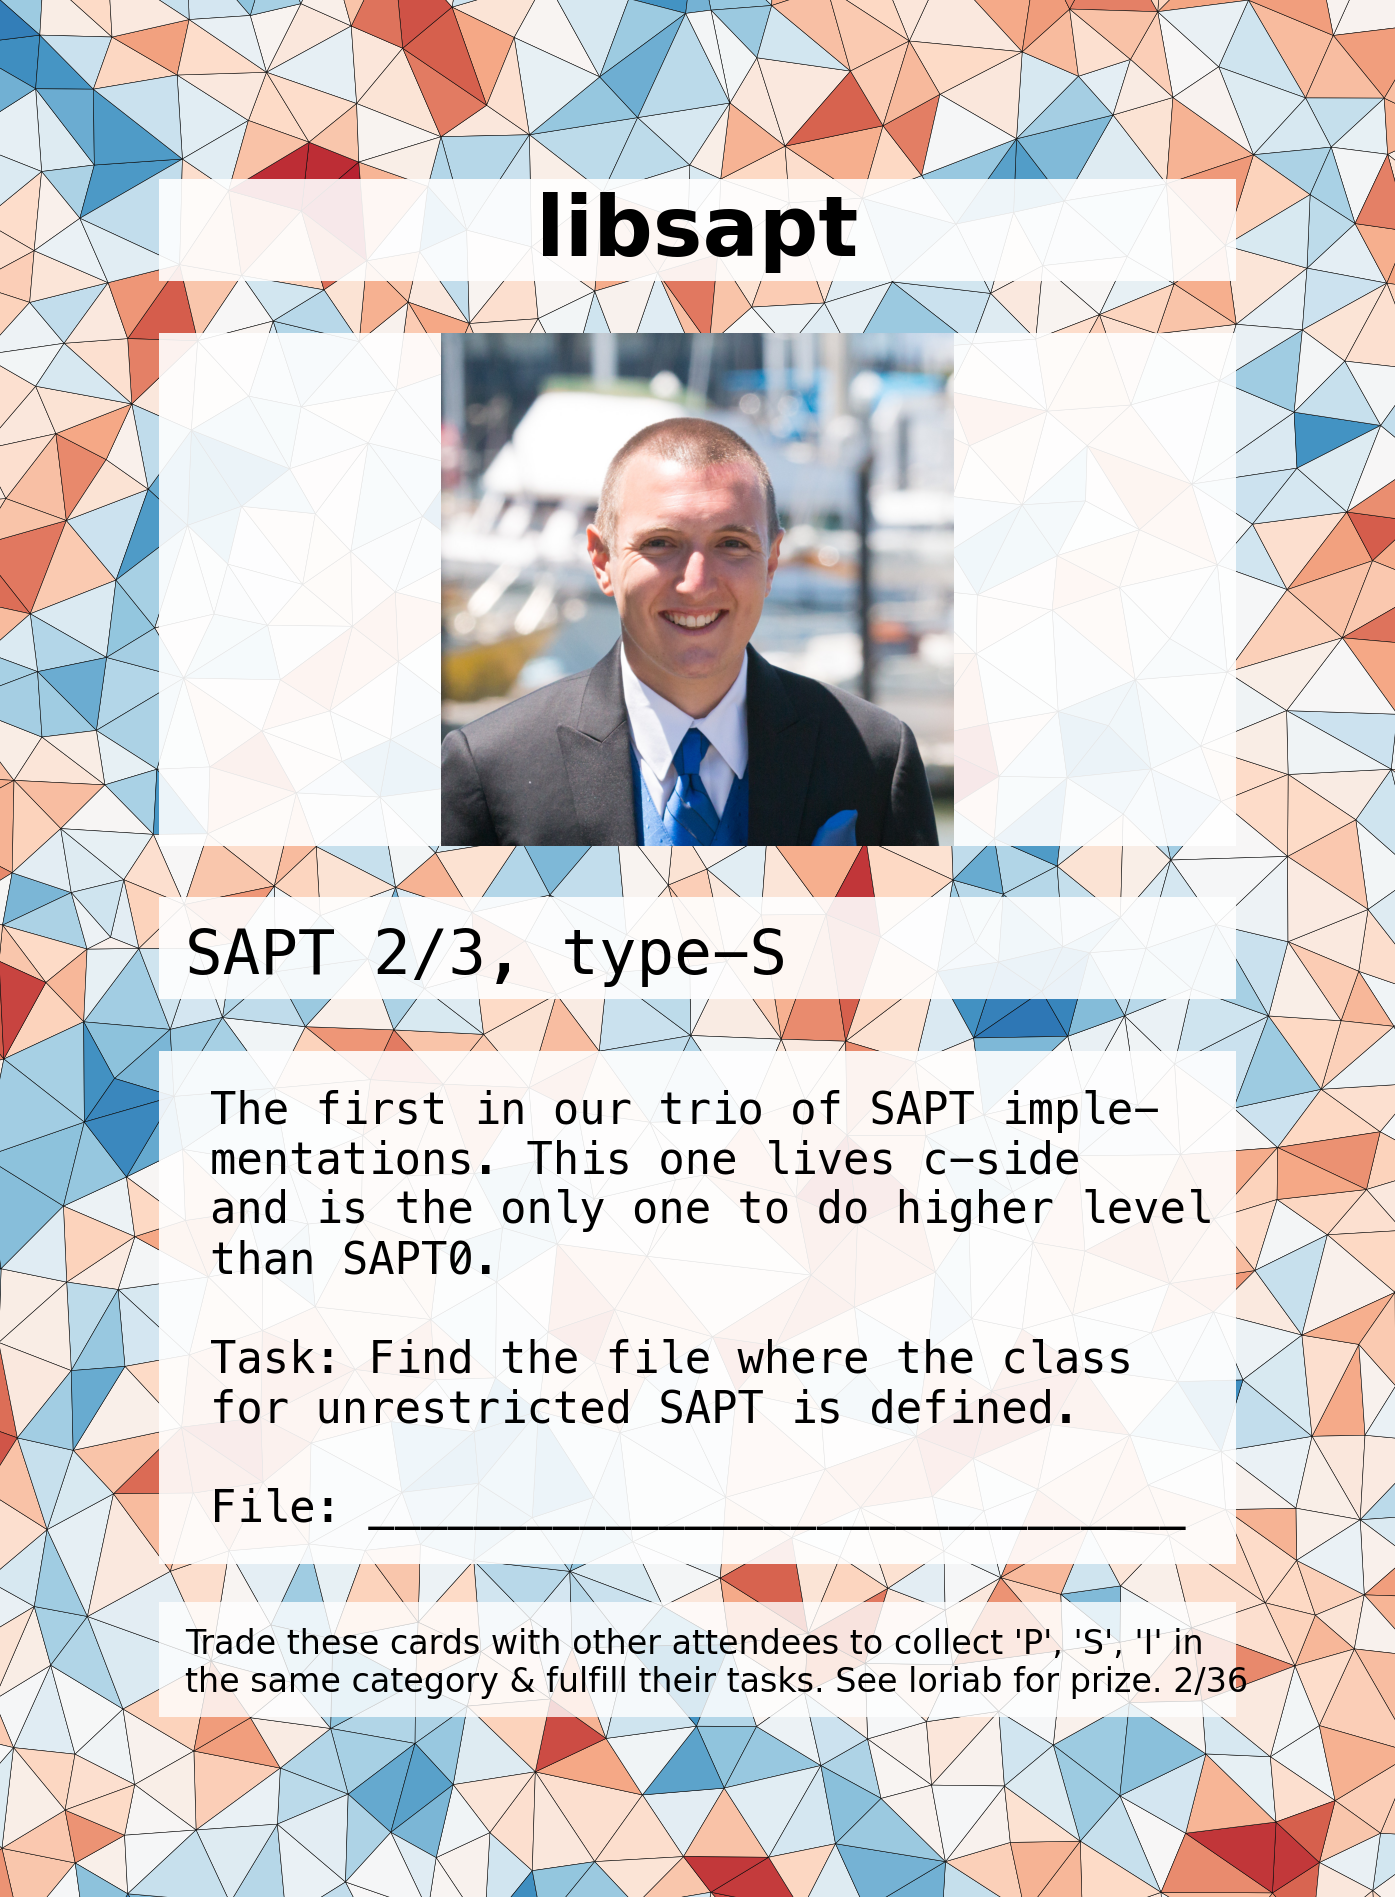 libsapt
SAPT 2/3, type-S
The first in our trio of SAPT imple-
mentations. This one lives c-side
and is the only one to do higher level
than SAPT0.
Task: Find the file where the class
for unrestricted SAPT is defined.
File: _______________________________
Trade these cards with other attendees to collect 'P', 'S', 'I' in
the same category & fulfill their tasks. See loriab for prize. 2/36